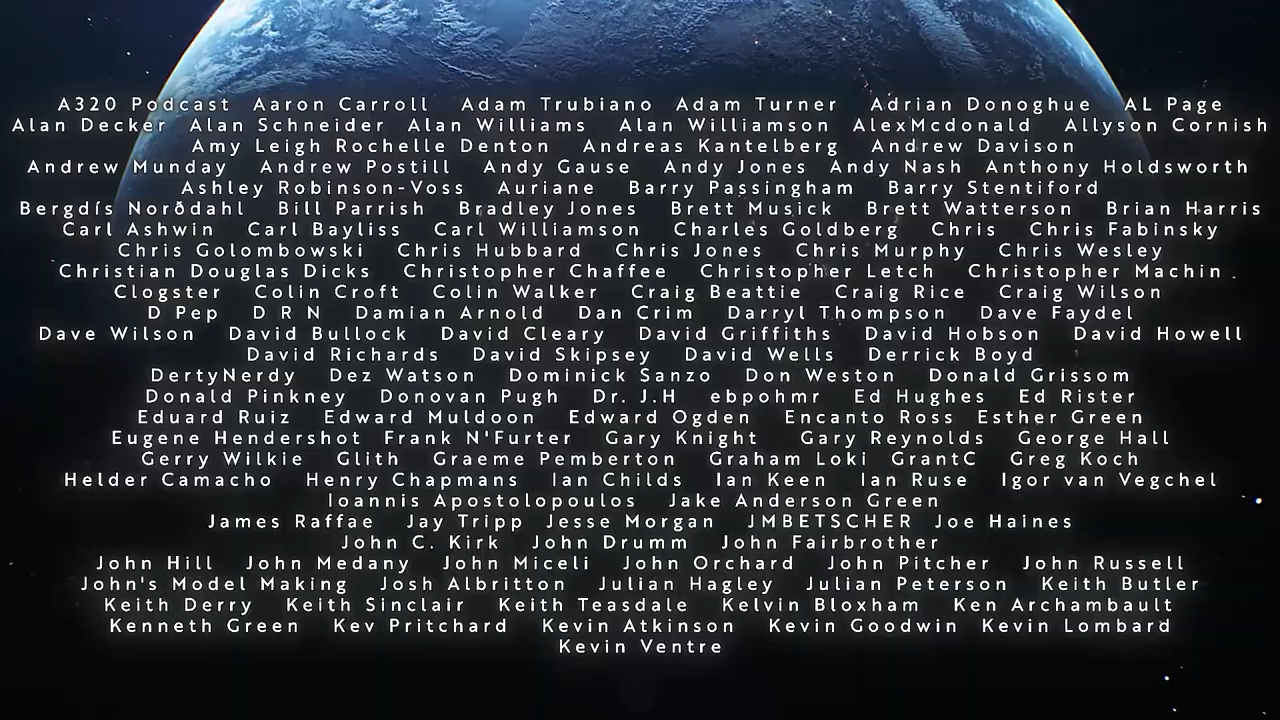 A320 Podcast Aaron Carroll Adam Trubiano Adam Turner Adrian Donoghue AL Page
Alan Decker Alan Schneider Alan Williams Alan Williamson AlexMcdonald Allyson Cornish
Amy Leigh Rochelle Denton Andreas Kantelberg Andrew Davison
Andrew Munday Andrew Postill Andy Gause Andy Jones Andy Nash Anthony Holdsworth
Ashley Robinson-Voss Auriane Barry Passingham Barry Stentiford
Bergdís Norðdahl Bill Parrish Bradley Jones Brett Musick Brett Watterson Brian Harris
Carl Ashwin Carl Bayliss Carl Williamson Charles Goldberg Chris Chris Fabinsky
Chris Golombowski Chris Hubbard Chris Jones Chris Murphy Chris Wesley
Christian Douglas Dicks Christopher Chaffee Christopher Letch Christopher Machin
Clogster Colin Croft Colin Walker Craig Beattie Craig Rice Craig Wilson
D Pep D R N Damian Arnold Dan Crim Darryl Thompson Dave Faydel
Dave Wilson David Bullock David Cleary David Griffiths David Hobson David Howell
David Richards David Skipsey David Wells Derrick Boyd
DertyNerdy Dez Watson Dominick Sanzo Don Weston Donald Grissom
Donald Pinkney Donovan Pugh Dr. J.H ebpohmr Ed Hughes Ed Rister
Eduard Ruiz Edward Muldoon Edward Ogden Encanto Ross Esther Green
Eugene Hendershot Frank N'Furter Gary Knight Gary Reynolds George Hall
Gerry Wilkie Glith Graeme Pemberton Graham Loki GrantC Greg Koch
Helder Camacho Henry Chapmans Ian Childs Ian Keen Ian Ruse Igor van Vegchel
Ioannis Apostolopoulos Jake Anderson Green
James Raffae Jay Tripp Jesse Morgan JMBETSCHER Joe Haines
John C. Kirk John Drumm John Fairbrother
John Hill John Medany John Miceli John Orchard John Pitcher John Russell
John's Model Making Josh Albritton Julian Hagley Julian Peterson Keith Butler
Keith Derry Keith Sinclair Keith Teasdale Kelvin Bloxham Ken Archambault
Kenneth Green Kev Pritchard Kevin Atkinson Kevin Goodwin Kevin Lombard
Kevin Ventre